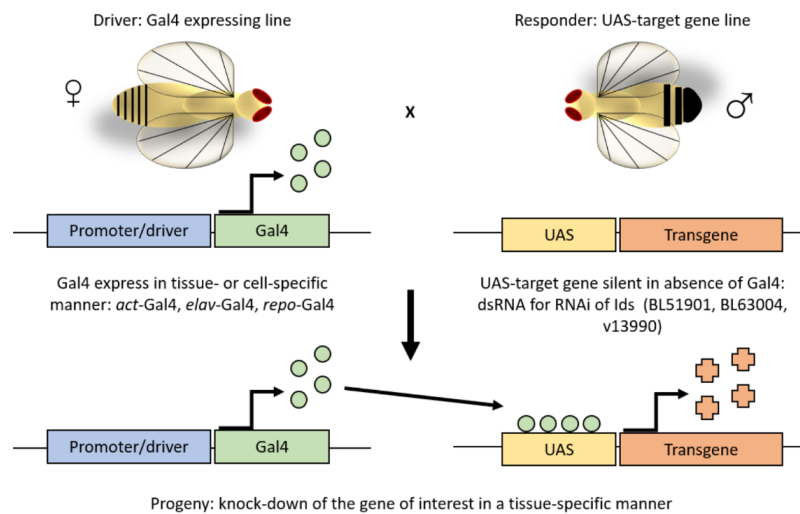 Driver: Gal4 expressing line
Responder: UAS-target gene line
♀
x
♂
Promoter/driver
Gal4
UAS
Transgene
Gal4 express in tissue- or cell-specific
manner: act-Gal4, elav-Gal4, repo-Gal4
UAS-target gene silent in absence of Gal4:
dsRNA for RNAi of Ids (BL51901, BL63004,
v13990)
Promoter/driver
Gal4
UAS
Transgene
Progeny: knock-down of the gene of interest in a tissue-specific manner